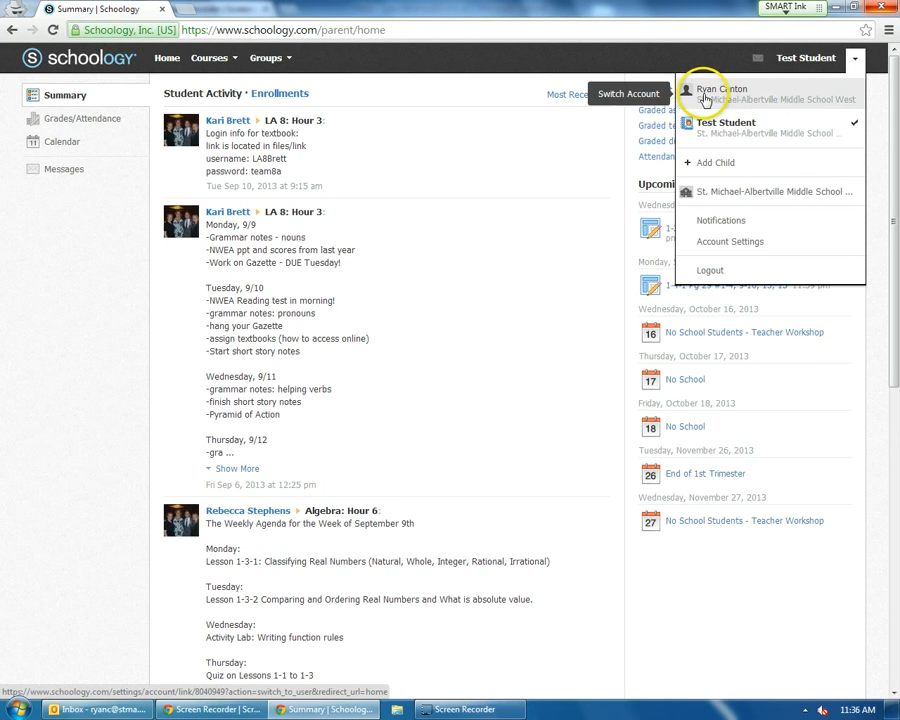 Summary | Schoology
SMART Ink
Schoology, Inc. [US]
https://www.schoology.com/parent/home
schoology
Home
Courses
Groups
Test Student
Summary
Grades/Attendance
Calendar
Messages
Student Activity · Enrollments
Most Rece
Kari Brett ▸ LA 8: Hour 3:
Login info for textbook:
link is located in files/link
username: LA8Brett
password: team8a
Tue Sep 10, 2013 at 9:15 am
Kari Brett ▸ LA 8: Hour 3:
Monday, 9/9
-Grammar notes - nouns
-NWEA ppt and scores from last year
-Work on Gazette - DUE Tuesday!
Tuesday, 9/10
-NWEA Reading test in morning!
-grammar notes: pronouns
-hang your Gazette
-assign textbooks (how to access online)
-Start short story notes
Wednesday, 9/11
-grammar notes: helping verbs
-finish short story notes
-Pyramid of Action
Thursday, 9/12
-gra ...
Show More
Fri Sep 6, 2013 at 12:25 pm
Rebecca Stephens ▸ Algebra: Hour 6:
The Weekly Agenda for the Week of September 9th
Monday:
Lesson 1-3-1: Classifying Real Numbers (Natural, Whole, Integer, Rational, Irrational)
Tuesday:
Lesson 1-3-2 Comparing and Ordering Real Numbers and What is absolute value.
Wednesday:
Activity Lab: Writing function rules
Thursday:
Quiz on Lessons 1-1 to 1-3
Switch Account
Ryan Canton
St. Michael-Albertville Middle School West
Test Student
St. Michael-Albertville Middle School ...
+ Add Child
St. Michael-Albertville Middle School ...
Notifications
Account Settings
Logout
Graded as
Graded te
Graded di
Attendan
Upcomi
Wednesd
Monday,
Wednesday, October 16, 2013
16
No School Students - Teacher Workshop
Thursday, October 17, 2013
17
No School
Friday, October 18, 2013
18
No School
Tuesday, November 26, 2013
26
End of 1st Trimester
Wednesday, November 27, 2013
27
No School Students - Teacher Workshop
https://www.schoology.com/settings/account/link/8040949?action=switch_to_user&redirect_url=home
Inbox - ryanc@stma...
Screen Recorder | Sc...
Summary | Schoolog...
Screen Recorder
11:36 AM